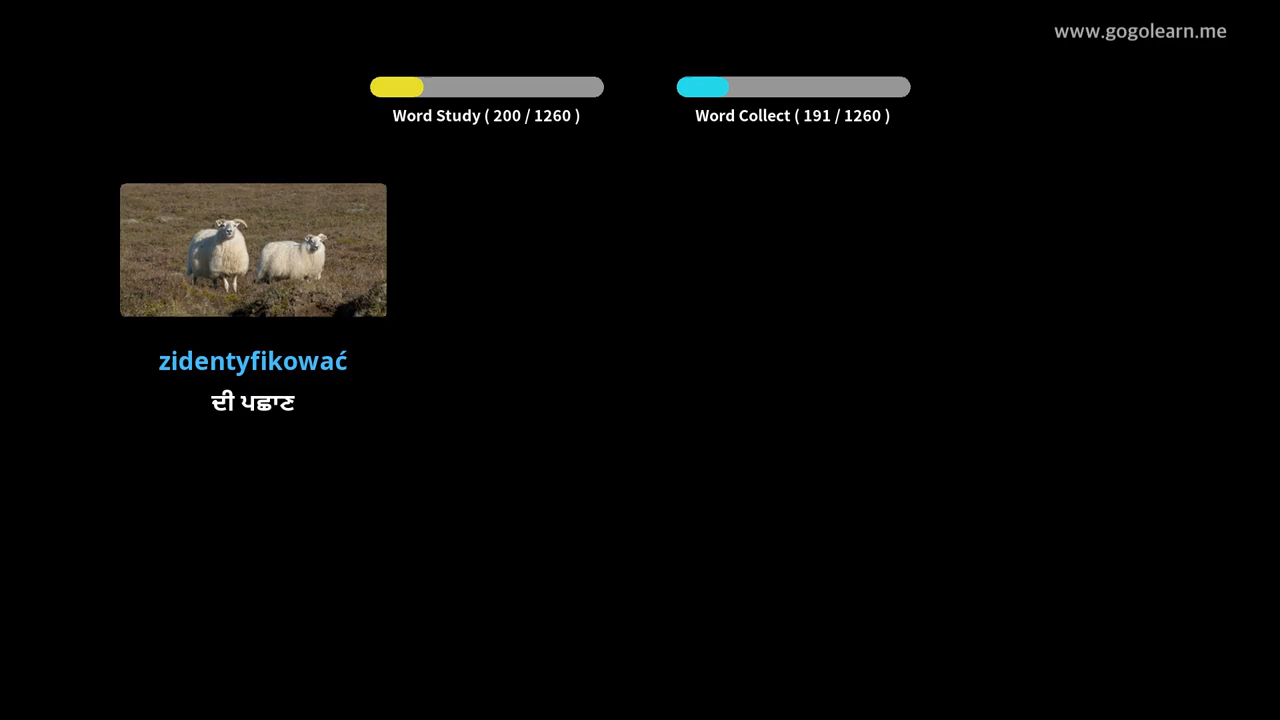 www.gogolearn.me
Word Study ( 200 / 1260 )
Word Collect ( 191 / 1260 )
zidentyfikować
ਦੀ ਪਛਾਣ